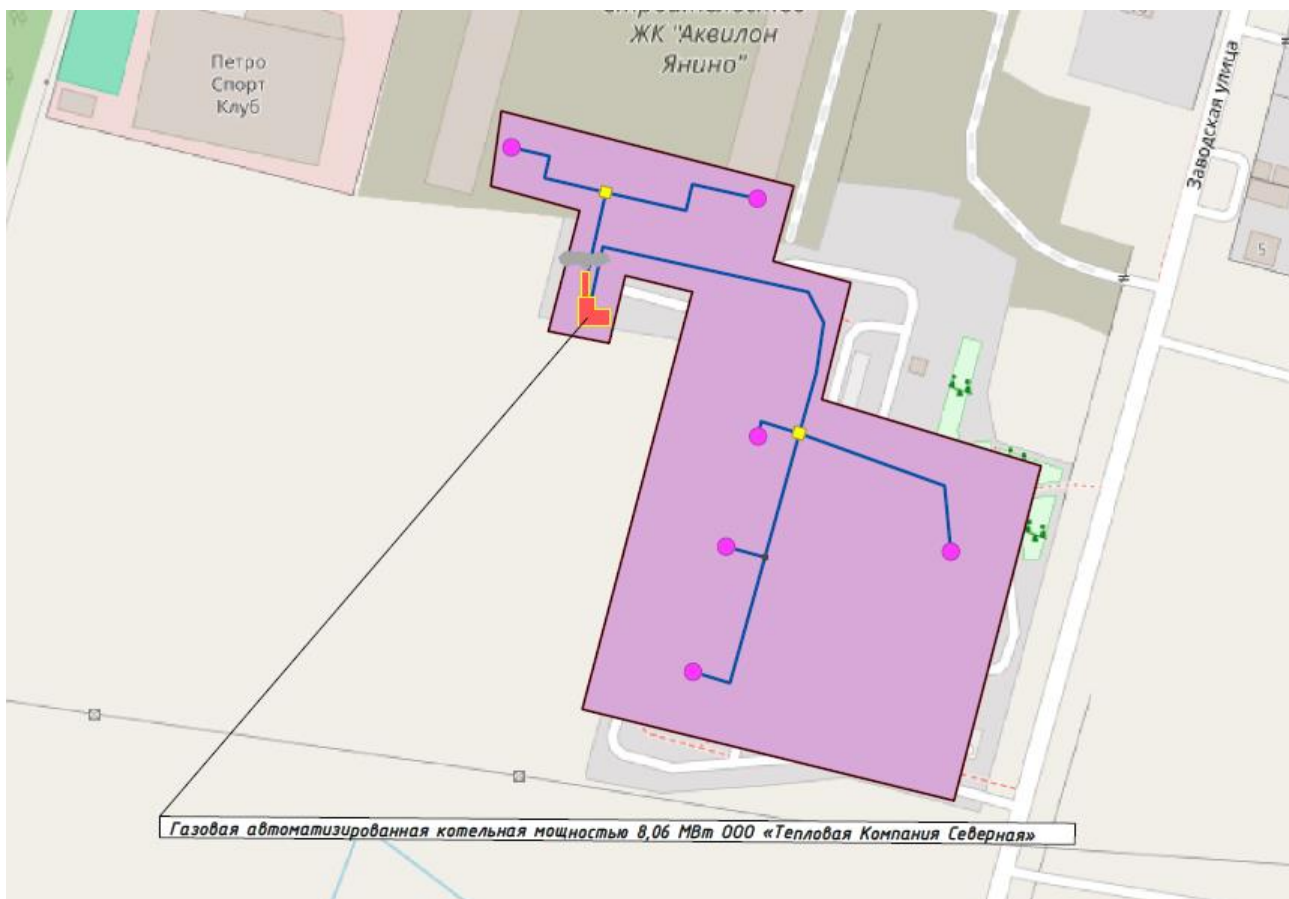 ЖК "Аквилон
Янино"
Петро
Спорт
Клуб
Заводская улица
5
Газовая автоматизированная котельная мощностью 8,06 МВт ООО «Тепловая Компания Северная»